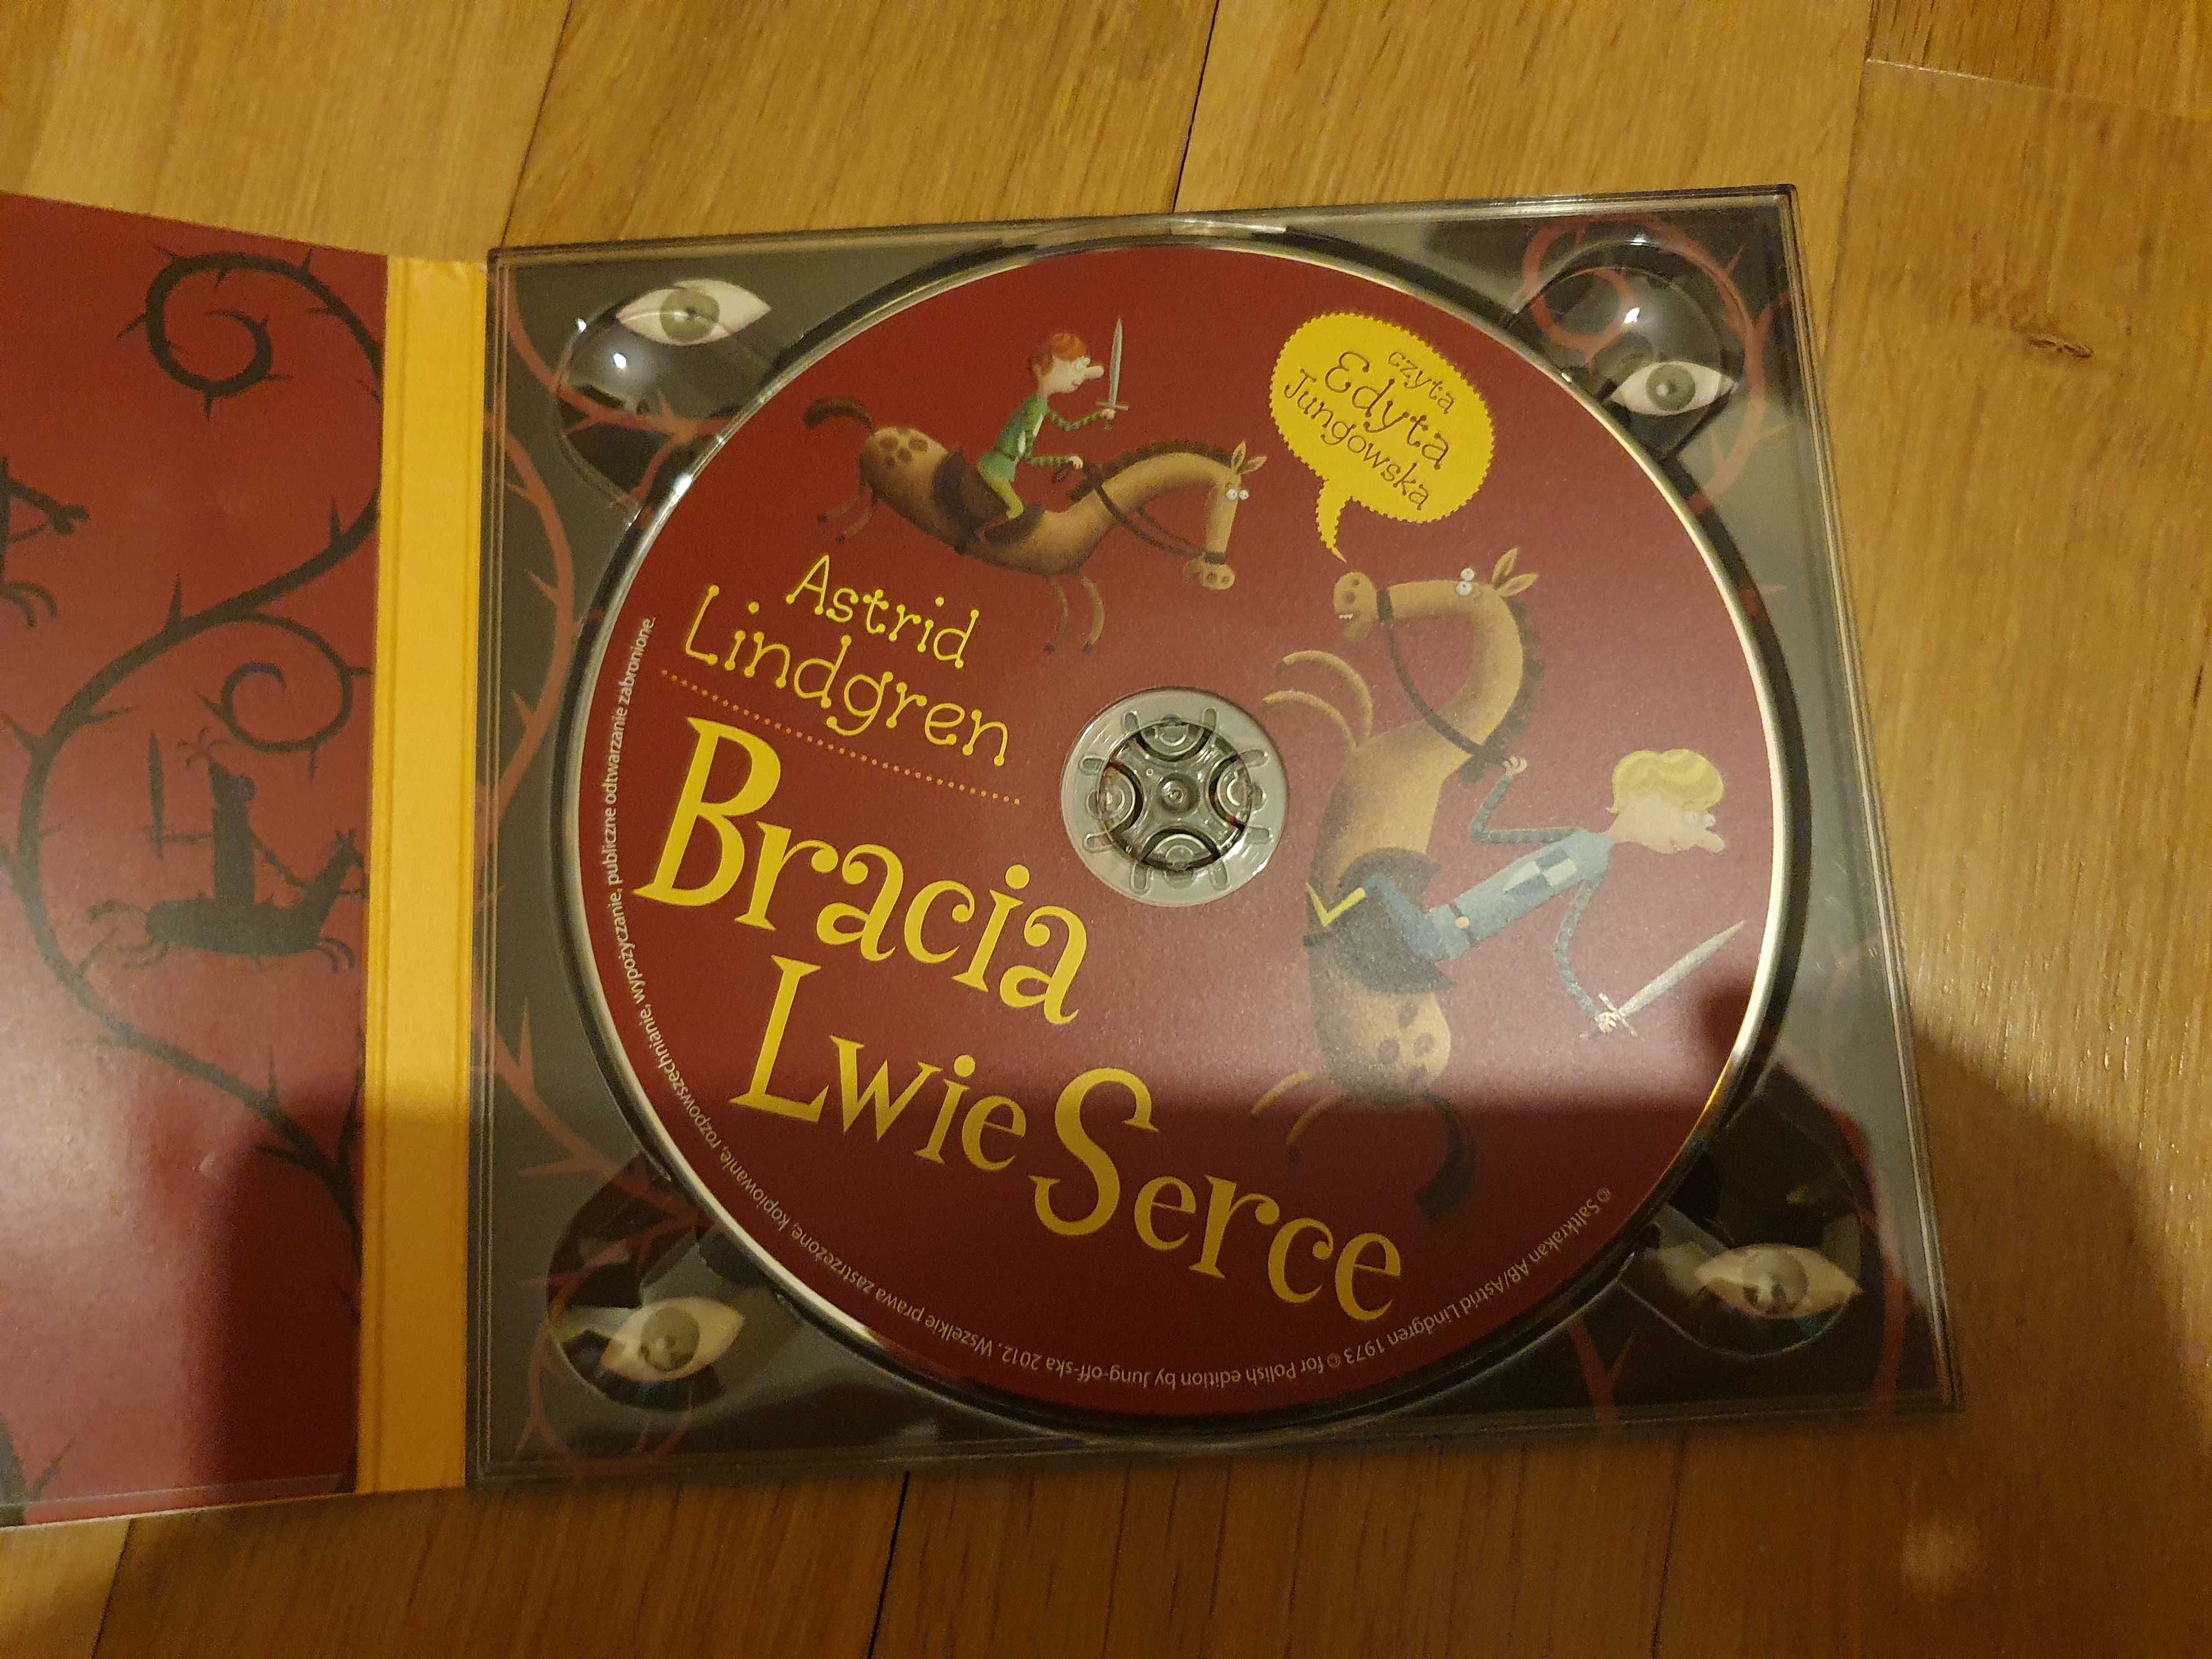 czyta
Edyta
Jungowska
Astrid
Lindgren
Bracia
Lwie Serce
© Saltkråkan AB/Astrid Lindgren 1973 © for Polish edition by Jung-off-ska 2012. Wszelkie prawa zastrzeżone, kopiowanie, rozpowszechnianie, wypożyczanie, publiczne odtwarzanie zabronione.